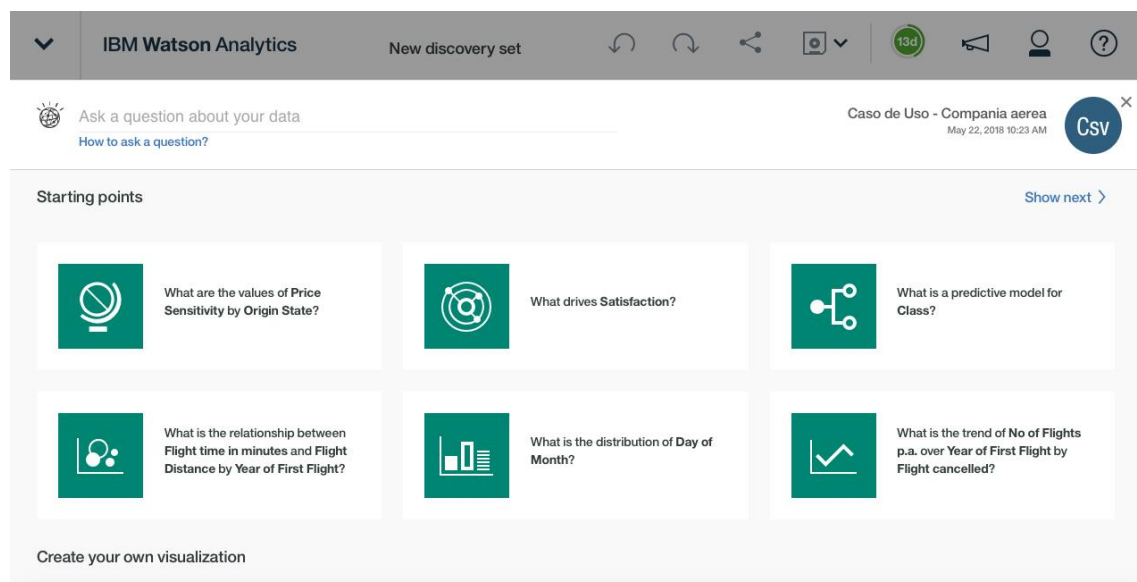 IBM Watson Analytics
New discovery set
13d
?
Ask a question about your data
How to ask a question?
Caso de Uso - Compania aerea
May 22, 2018 10:23 AM
Csv
Starting points
Show next
What are the values of Price
Sensitivity by Origin State?
What drives Satisfaction?
What is a predictive model for
Class?
What is the relationship between
Flight time in minutes and Flight
Distance by Year of First Flight?
What is the distribution of Day of
Month?
What is the trend of No of Flights
p.a. over Year of First Flight by
Flight cancelled?
Create your own visualization